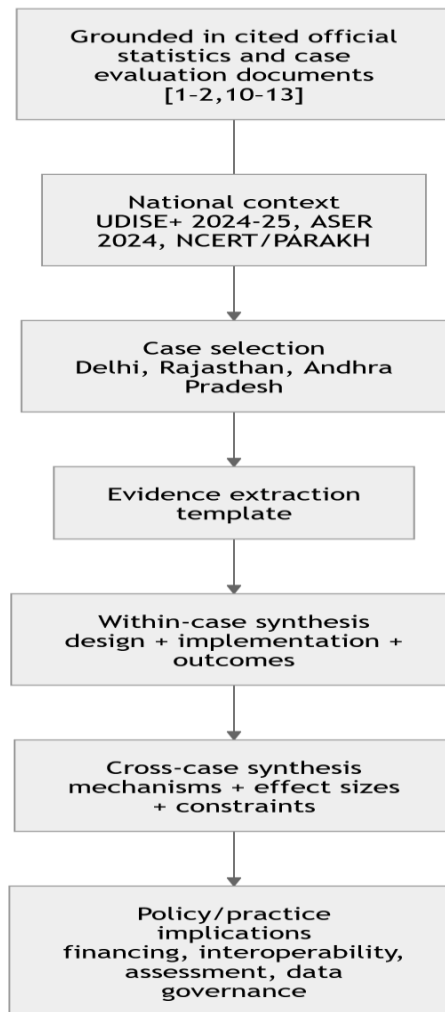 Grounded in cited official
statistics and case
evaluation documents
[1-2,10-13]
National context
UDISE+ 2024-25, ASER
2024, NCERT/PARAKH
Case selection
Delhi, Rajasthan, Andhra
Pradesh
Evidence extraction
template
Within-case synthesis
design + implementation +
outcomes
Cross-case synthesis
mechanisms + effect sizes
+ constraints
Policy/practice
implications
financing, interoperability,
assessment, data
governance